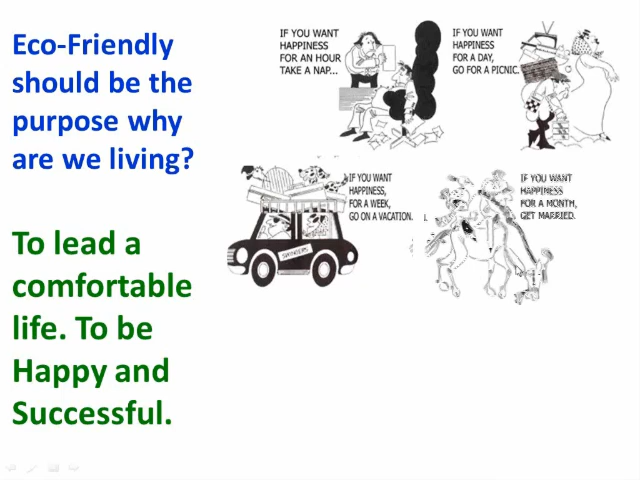 Eco-Friendly
should be the
purpose why
are we living?
To lead a
comfortable
life. To be
Happy and
Successful.
IF YOU WANT
HAPPINESS
FOR AN HOUR
TAKE A NAP...
IF YOU WANT
HAPPINESS
FOR A DAY,
GO FOR A PICNIC.
IF YOU WANT
HAPPINESS,
FOR A WEEK,
GO ON A VACATION.
IF YOU WANT
HAPPINESS
FOR A MONTH,
GET MARRIED.